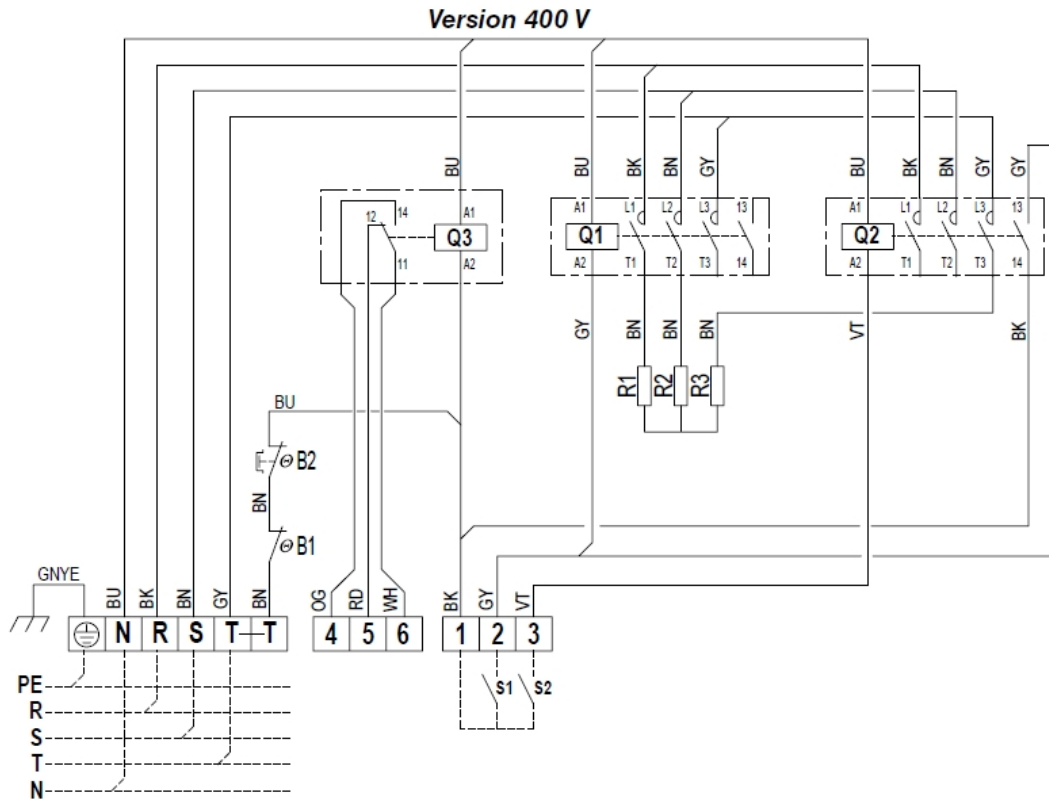 Version 400 V
BU BU BK BN GY BU BK BN GY GY
12 14 A1 A1 L1 L2 L3 13 A1 L1 L2 L3 13
Q3 Q1 Q2
11 A2 A2 T1 T2 T3 14 A2 T1 T2 T3 14
GY BN BN BN VT BK
R1 R2 R3
BU
Θ B2
BN
Θ B1
GNYE
BU BK BN GY BN OG RD WH BK GY VT
N R S T T 4 5 6 1 2 3
S1 S2
PE
R
S
T
N